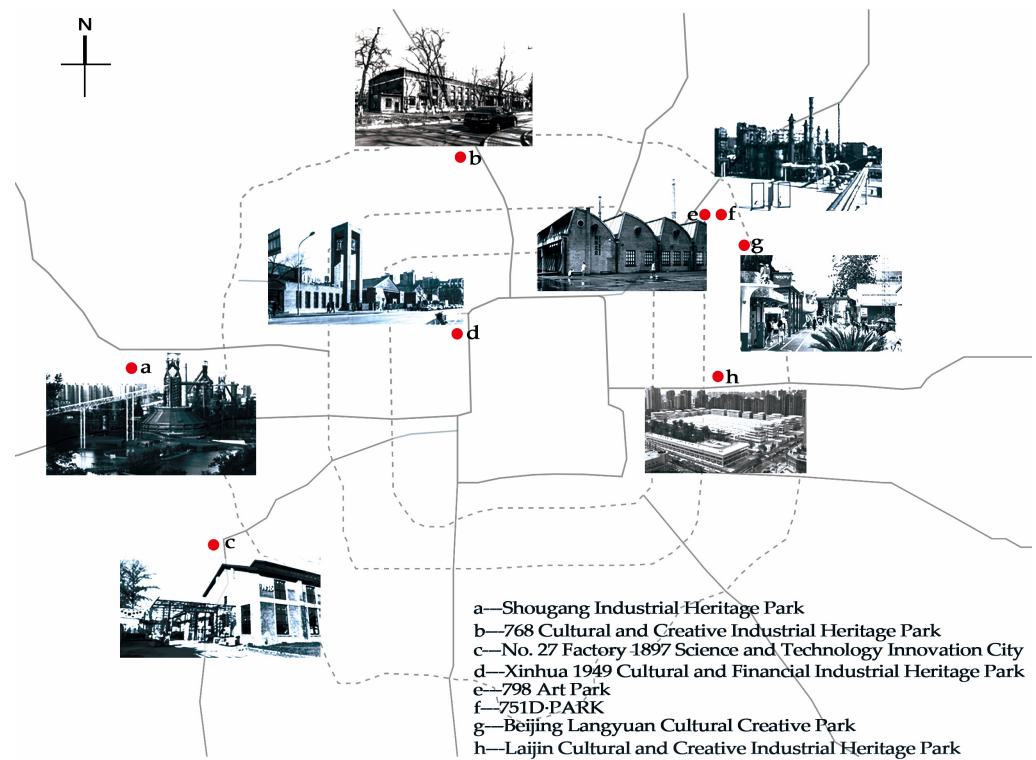 N
b
e
f
g
d
a
h
c
a---Shougang Industrial Heritage Park
b---768 Cultural and Creative Industrial Heritage Park
c---No. 27 Factory 1897 Science and Technology Innovation City
d---Xinhua 1949 Cultural and Financial Industrial Heritage Park
e---798 Art Park
f---751D·PARK
g---Beijing Langyuan Cultural Creative Park
h---Laijin Cultural and Creative Industrial Heritage Park